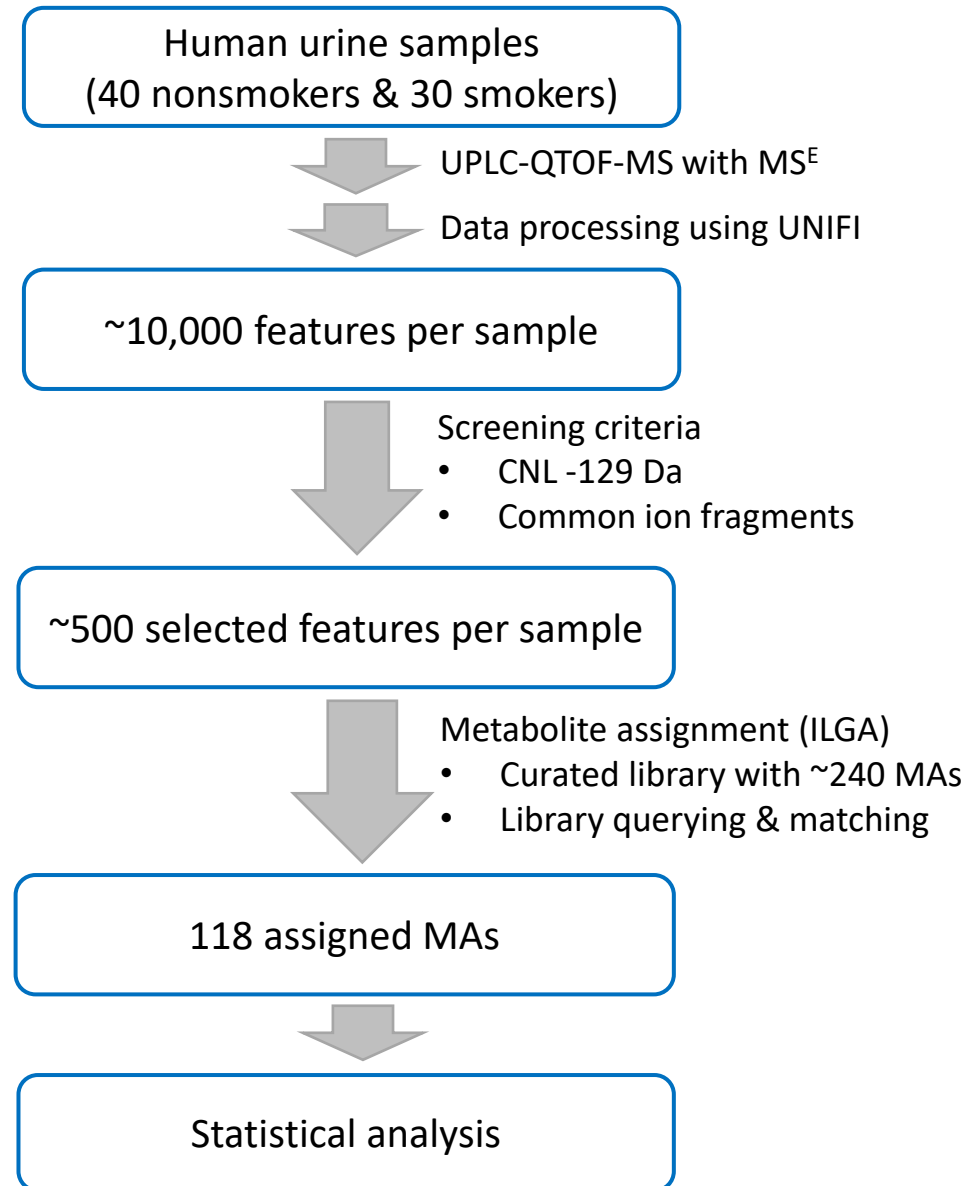 Human urine samples
(40 nonsmokers & 30 smokers)
UPLC-QTOF-MS with MSᴱ
Data processing using UNIFI
~10,000 features per sample
Screening criteria
• CNL -129 Da
• Common ion fragments
~500 selected features per sample
Metabolite assignment (ILGA)
• Curated library with ~240 MAs
• Library querying & matching
118 assigned MAs
Statistical analysis